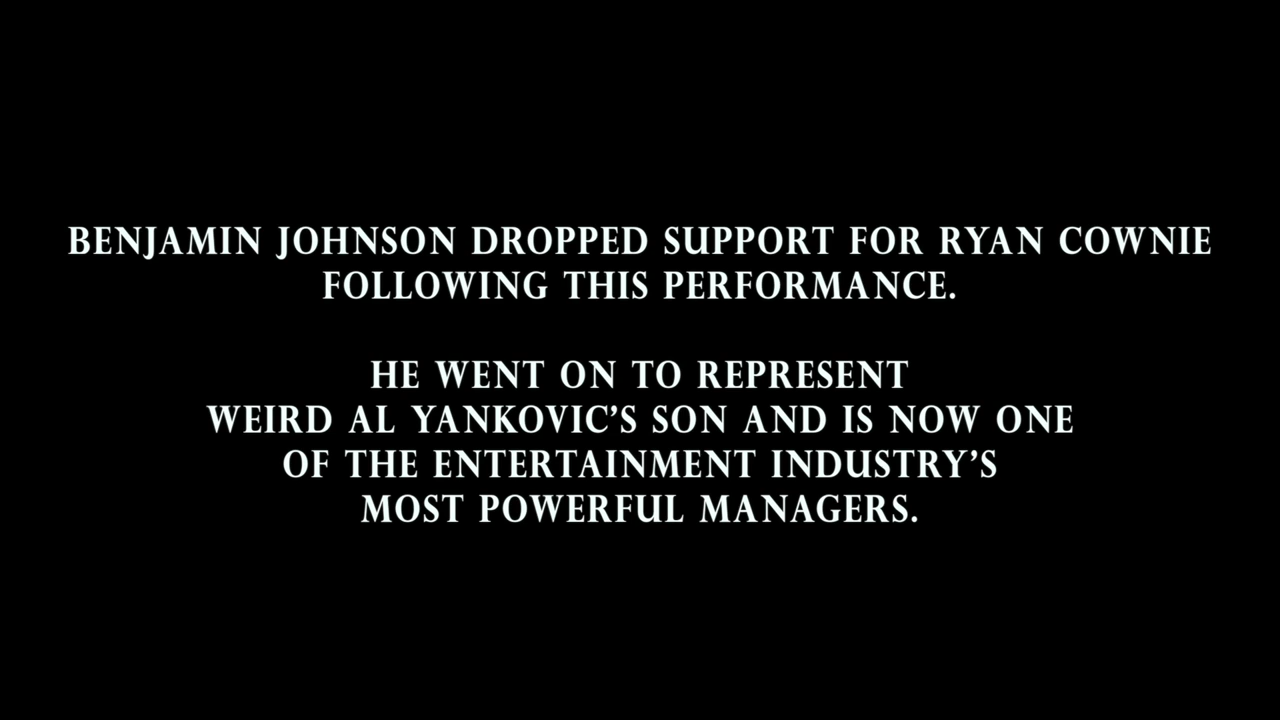 BENJAMIN JOHNSON DROPPED SUPPORT FOR RYAN COWNIE
FOLLOWING THIS PERFORMANCE.
HE WENT ON TO REPRESENT
WEIRD AL YANKOVIC'S SON AND IS NOW ONE
OF THE ENTERTAINMENT INDUSTRY'S
MOST POWERFUL MANAGERS.